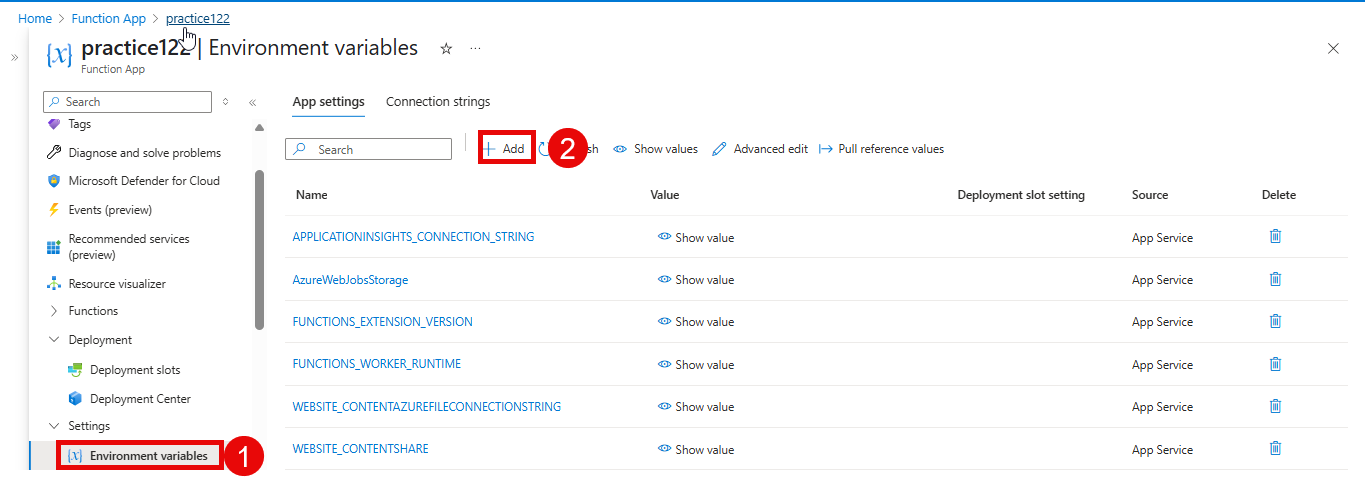 Home > Function App > practice122
practice122 | Environment variables
Function App
Search
Tags
Diagnose and solve problems
Microsoft Defender for Cloud
Events (preview)
Recommended services
(preview)
Resource visualizer
Functions
Deployment
Deployment slots
Deployment Center
Settings
Environment variables 1
App settings Connection strings
Search Add 2 sh Show values Advanced edit Pull reference values
Name Value Deployment slot setting Source Delete
APPLICATIONINSIGHTS_CONNECTION_STRING Show value App Service
AzureWebJobsStorage Show value App Service
FUNCTIONS_EXTENSION_VERSION Show value App Service
FUNCTIONS_WORKER_RUNTIME Show value App Service
WEBSITE_CONTENTAZUREFILECONNECTIONSTRING Show value App Service
WEBSITE_CONTENTSHARE Show value App Service